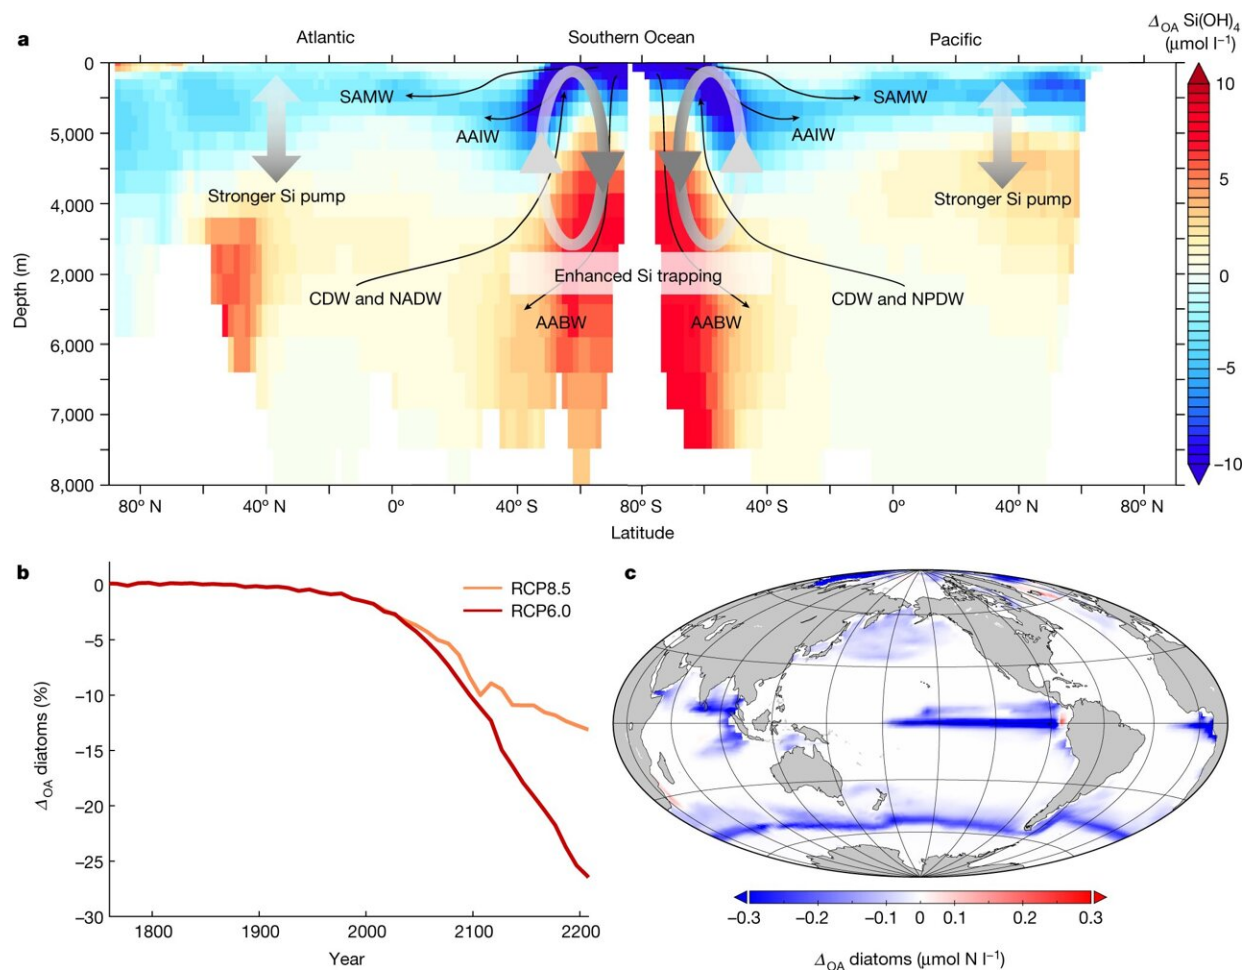 a
Atlantic
Southern Ocean
Pacific
Δ_OA Si(OH)₄
(μmol l⁻¹)
0
5,000
4,000
2,000
6,000
7,000
8,000
Depth (m)
SAMW
AAIW
Stronger Si pump
CDW and NADW
AABW
Enhanced Si trapping
SAMW
AAIW
Stronger Si pump
CDW and NPDW
AABW
10
5
0
−5
−10
80° N
40° N
0°
40° S
80° S
40° S
0°
40° N
80° N
Latitude
b
0
−5
−10
−15
−20
−25
−30
Δ_OA diatoms (%)
RCP8.5
RCP6.0
1800
1900
2000
2100
2200
Year
c
−0.3
−0.2
−0.1
0
0.1
0.2
0.3
Δ_OA diatoms (μmol N l⁻¹)